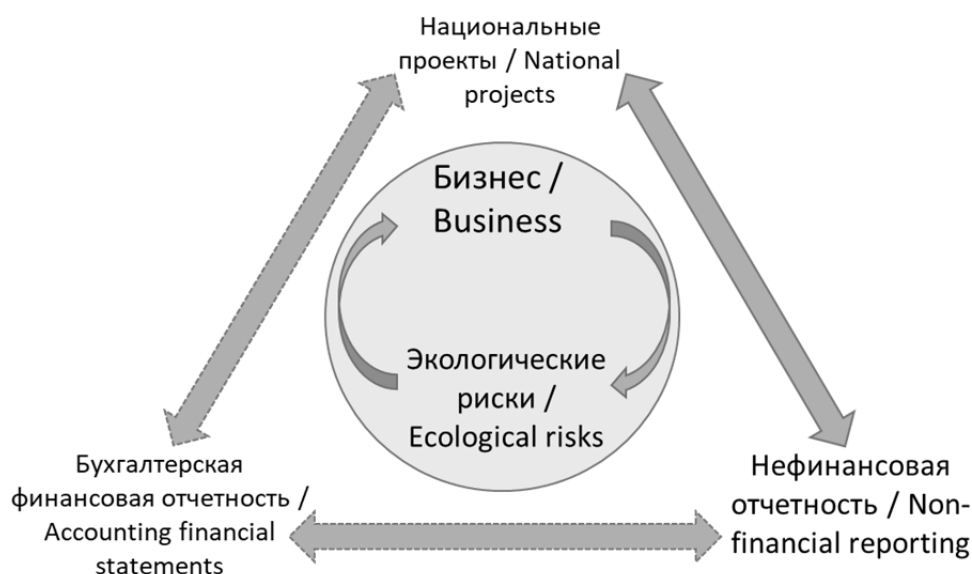 Национальные
проекты / National
projects
Бизнес /
Business
Экологические
риски /
Ecological risks
Бухгалтерская
финансовая отчетность /
Accounting financial
statements
Нефинансовая
отчетность / Non-
financial reporting